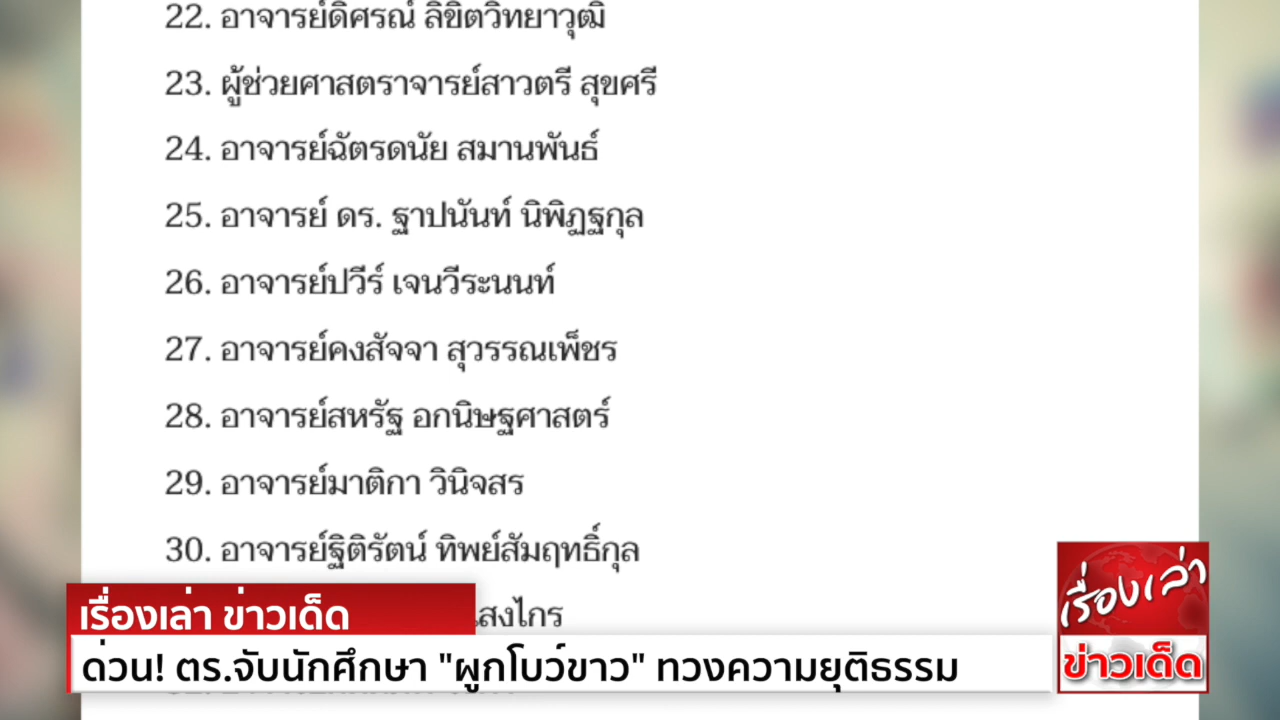 22. อาจารย์ดิศรณ์ ลิขิตวิทยาวุฒิ
23. ผู้ช่วยศาสตราจารย์สาวตรี สุขศรี
24. อาจารย์ฉัตรดนัย สมานพันธ์
25. อาจารย์ ดร. ฐาปนันท์ นิพิฏฐกุล
26. อาจารย์ปวีร์ เจนวีระนนท์
27. อาจารย์คงสัจจา สุวรรณเพ็ชร
28. อาจารย์สหรัฐ อกนิษฐศาสตร์
29. อาจารย์มาติกา วินิจสร
30. อาจารย์ฐิติรัตน์ ทิพย์สัมฤทธิ์กุล
เรื่องเล่า ข่าวเด็ด
ด่วน! ตร.จับนักศึกษา "ผูกโบว์ขาว" ทวงความยุติธรรม
เรื่องเล่า
ข่าวเด็ด